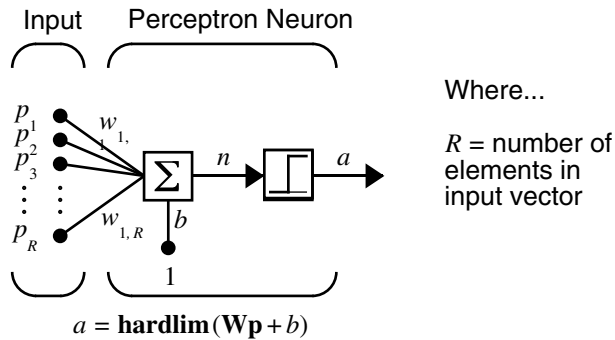 Input Perceptron Neuron
Where...
R = number of
elements in
input vector
p1
p2
p3
pR
w1, 1
w1, R
Σ
n
a
b
1
a = hardlim(Wp + b)